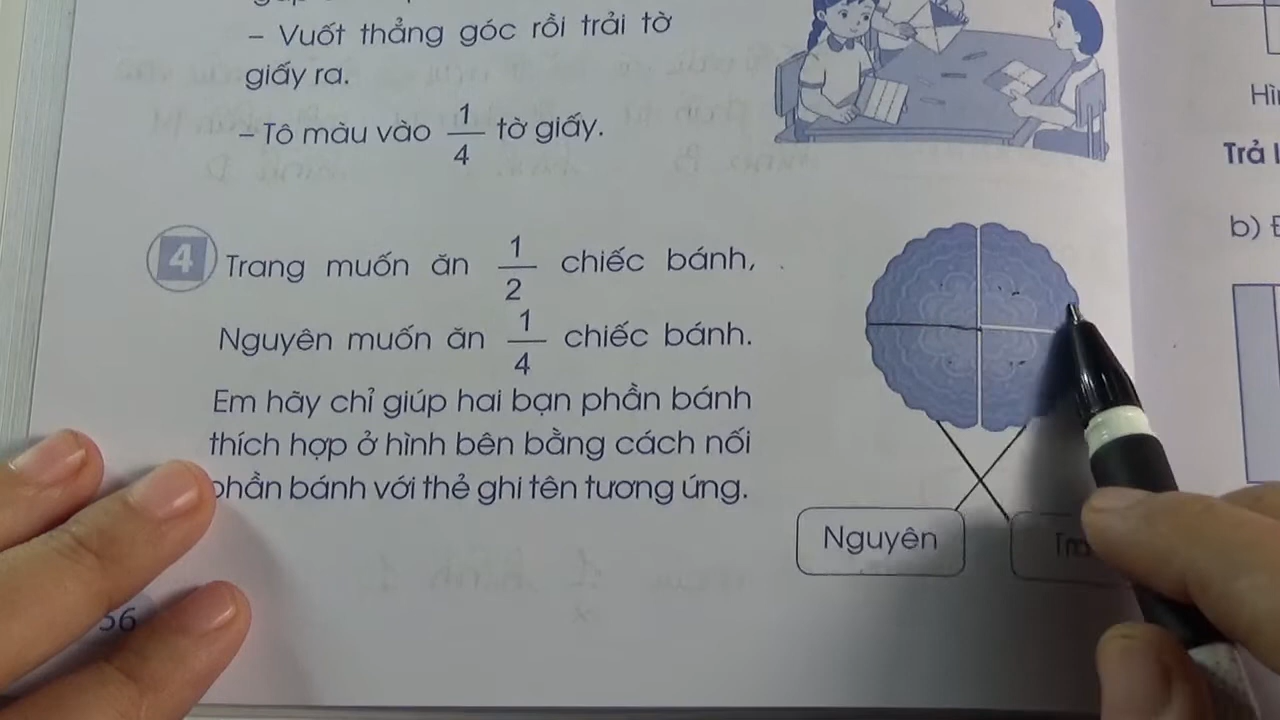 – Vuốt thẳng góc rồi trải tờ
giấy ra.
– Tô màu vào 1/4 tờ giấy.
4 Trang muốn ăn 1/2 chiếc bánh,
Nguyên muốn ăn 1/4 chiếc bánh.
Em hãy chỉ giúp hai bạn phần bánh
thích hợp ở hình bên bằng cách nối
phần bánh với thẻ ghi tên tương ứng.
Nguyên
56
Trả
b)